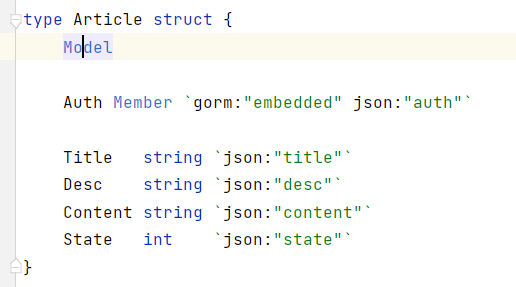 type Article struct {
Model
Auth Member `gorm:"embedded" json:"auth"`
Title string `json:"title"`
Desc string `json:"desc"`
Content string `json:"content"`
State int `json:"state"`
}